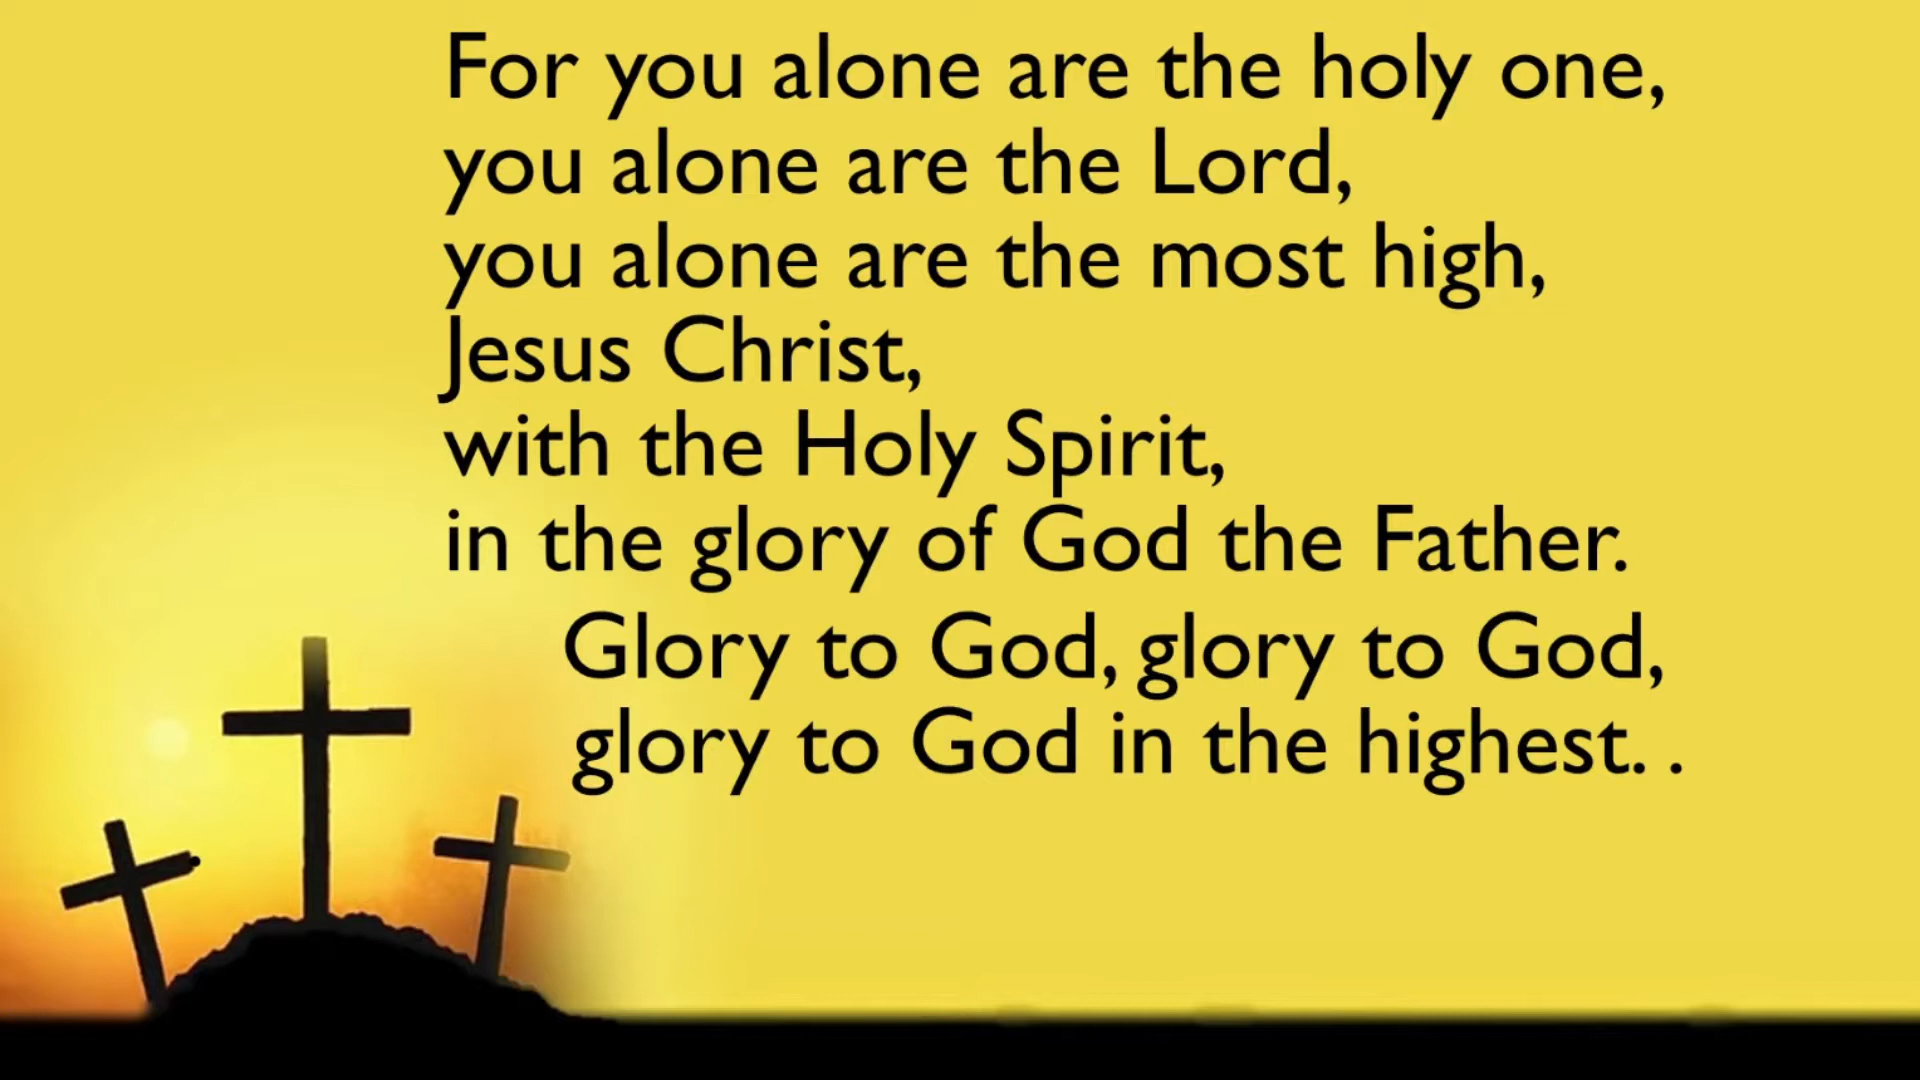 For you alone are the holy one,
you alone are the Lord,
you alone are the most high,
Jesus Christ,
with the Holy Spirit,
in the glory of God the Father.
Glory to God, glory to God,
glory to God in the highest. .